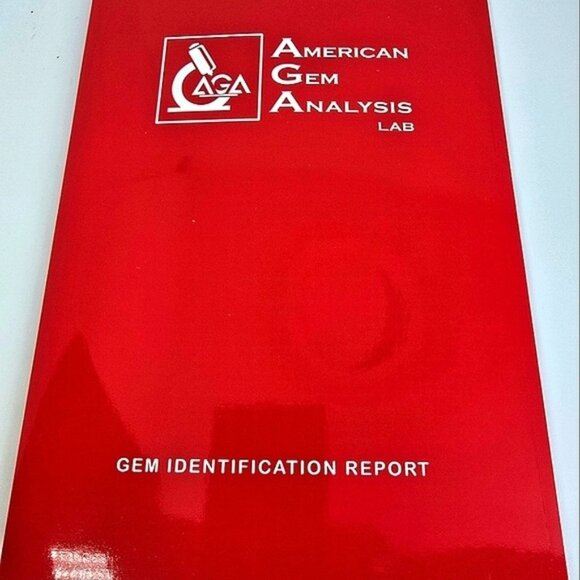 AGA
AMERICAN
GEM
ANALYSIS
LAB
GEM IDENTIFICATION REPORT